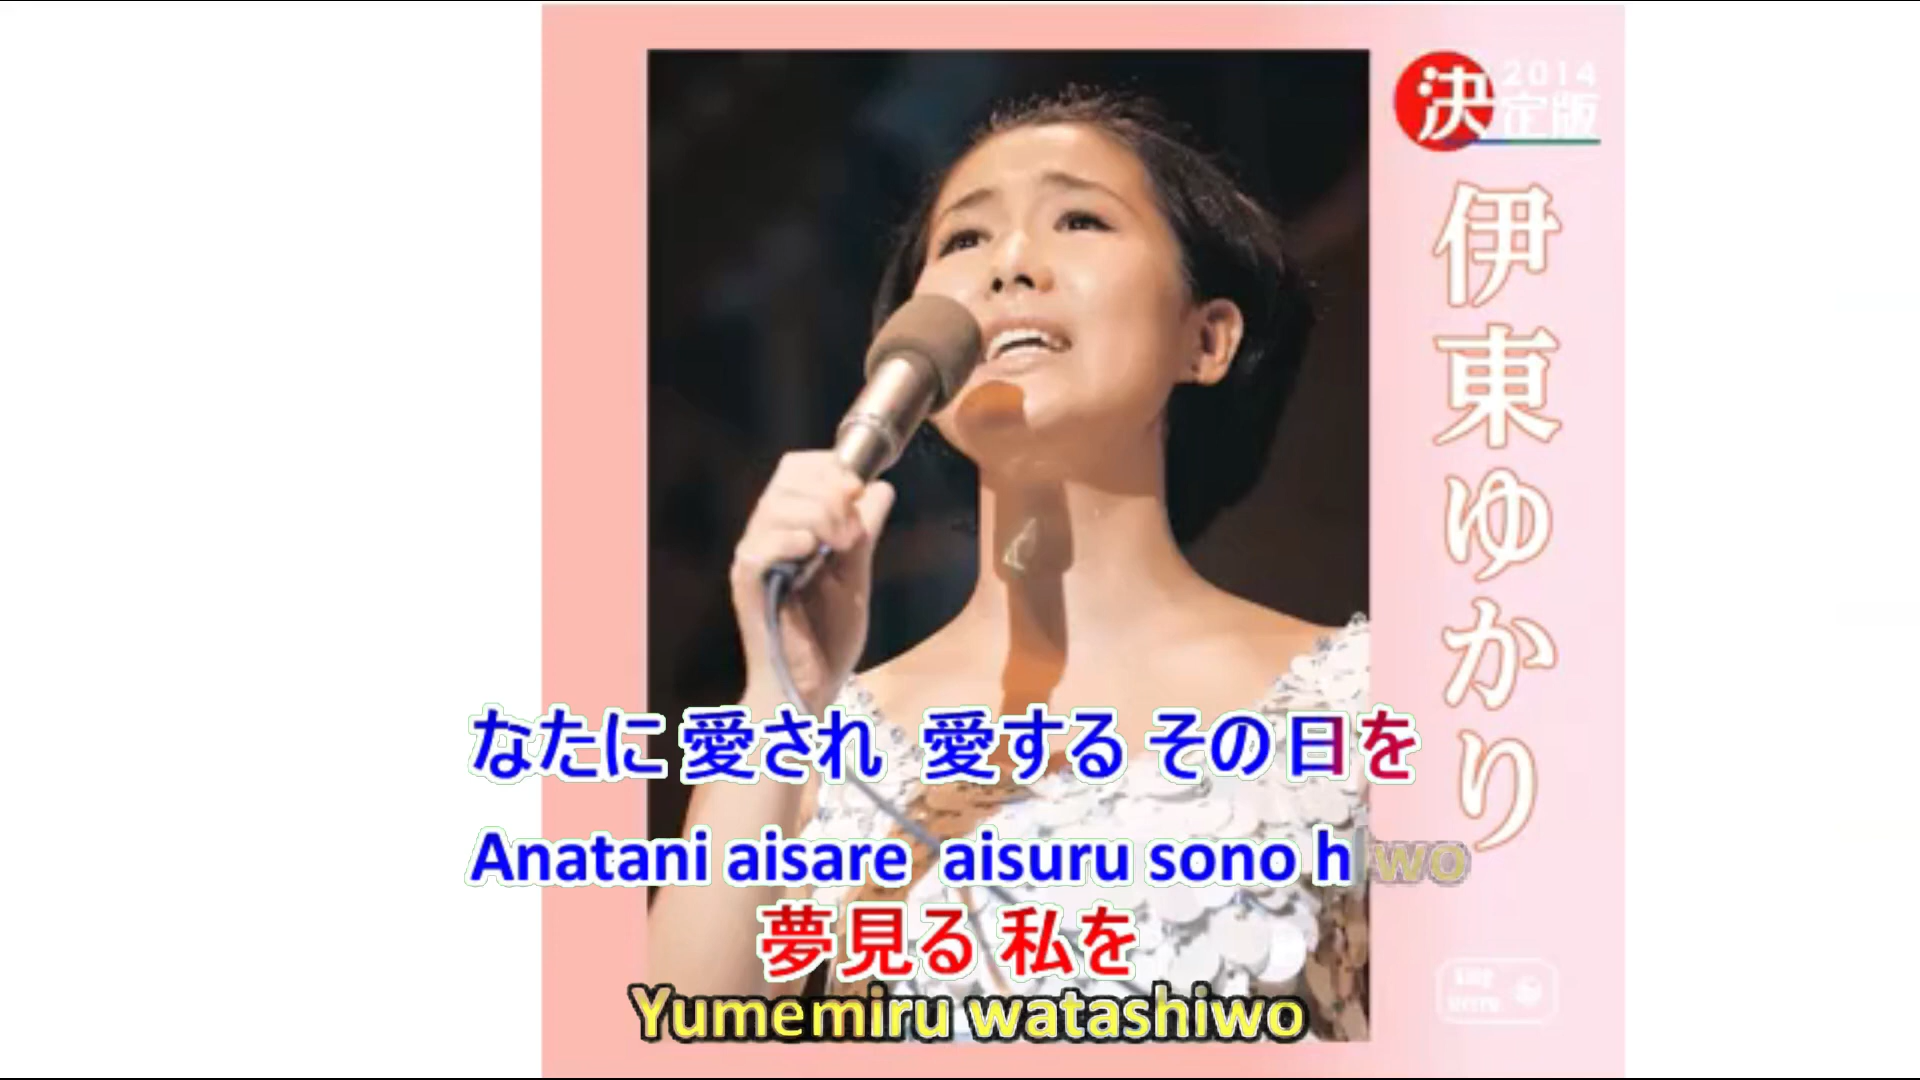 決定版 2014
伊東ゆかり
なたに 愛され 愛する その日を
Anatani aisare aisuru sono h wo
夢見る 私を
Yumemiru watashiwo